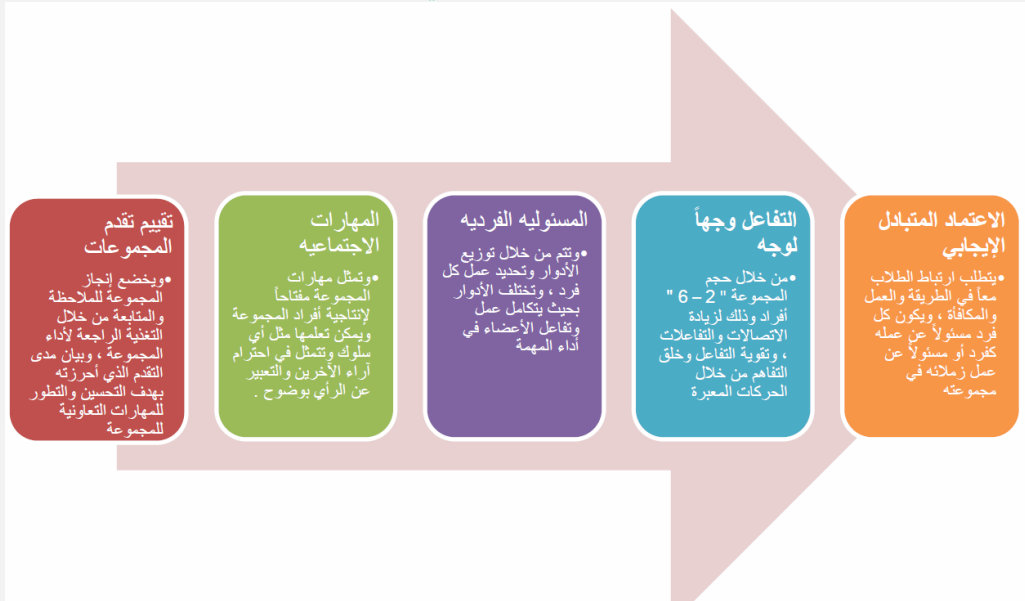 الاعتماد المتبادل
الإيجابي
•يتطلب ارتباط الطلاب
معاً في الطريقة والعمل
والمكافأة ، ويكون كل
فرد مسئولاً عن عمله
كفرد أو مسئولاً عن
عمل زملائه في
مجموعته
التفاعل وجهاً
لوجه
•من خلال حجم
المجموعة " 2 – 6 "
أفراد وذلك لزيادة
الاتصالات والتفاعلات
، وتقوية التفاعل وخلق
التفاهم من خلال
الحركات المعبرة
المسئوليه الفرديه
•وتتم من خلال توزيع
الأدوار وتحديد عمل كل
فرد ، وتختلف الأدوار
بحيث يتكامل عمل
وتفاعل الأعضاء في
أداء المهمة
المهارات
الاجتماعيه
•وتمثل مهارات
المجموعة مفتاحاً
لإنتاجية أفراد المجموعة
ويمكن تعلمها مثل أي
سلوك وتتمثل في احترام
آراء الآخرين والتعبير
عن الرأي بوضوح .
تقييم تقدم
المجموعات
•ويخضع إنجاز
المجموعة للملاحظة
والمتابعة من خلال
التغذية الراجعة لأداء
المجموعة ، وبيان مدى
التقدم الذي أحرزته
بهدف التحسين والتطور
للمهارات التعاونية
للمجموعة